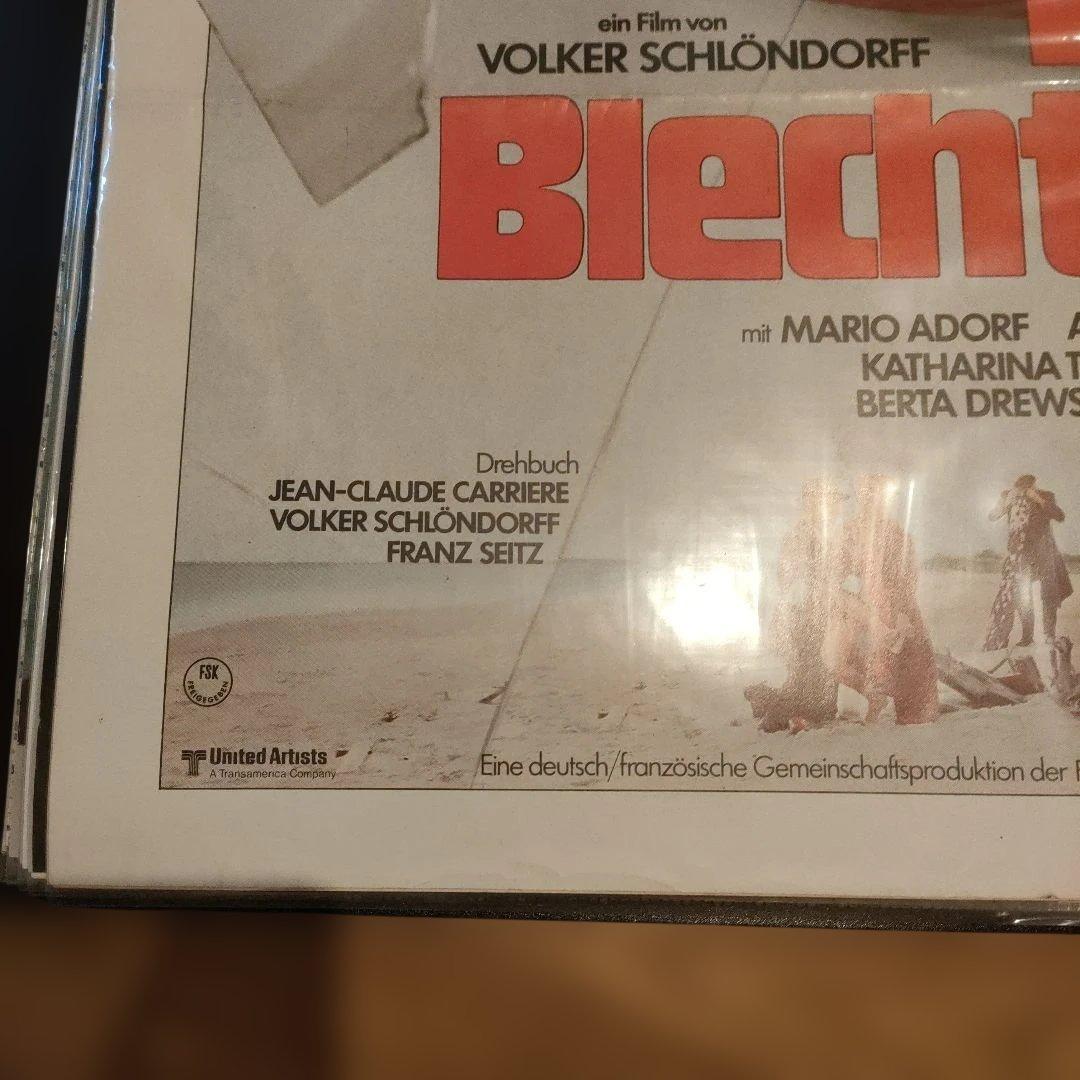 ein Film von
VOLKER SCHLÖNDORFF
Blecht
mit MARIO ADORF A
KATHARINA T
BERTA DREWS
Drehbuch
JEAN-CLAUDE CARRIERE
VOLKER SCHLÖNDORFF
FRANZ SEITZ
FSK
FREIGEGEBEN
United Artists
A Transamerica Company
Eine deutsch/französische Gemeinschaftsproduktion der F